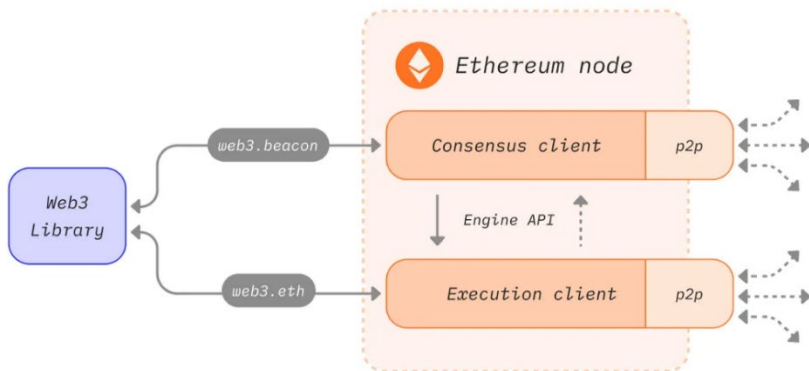 Ethereum node
web3.beacon
Consensus client
p2p
Web3
Library
Engine API
web3.eth
Execution client
p2p